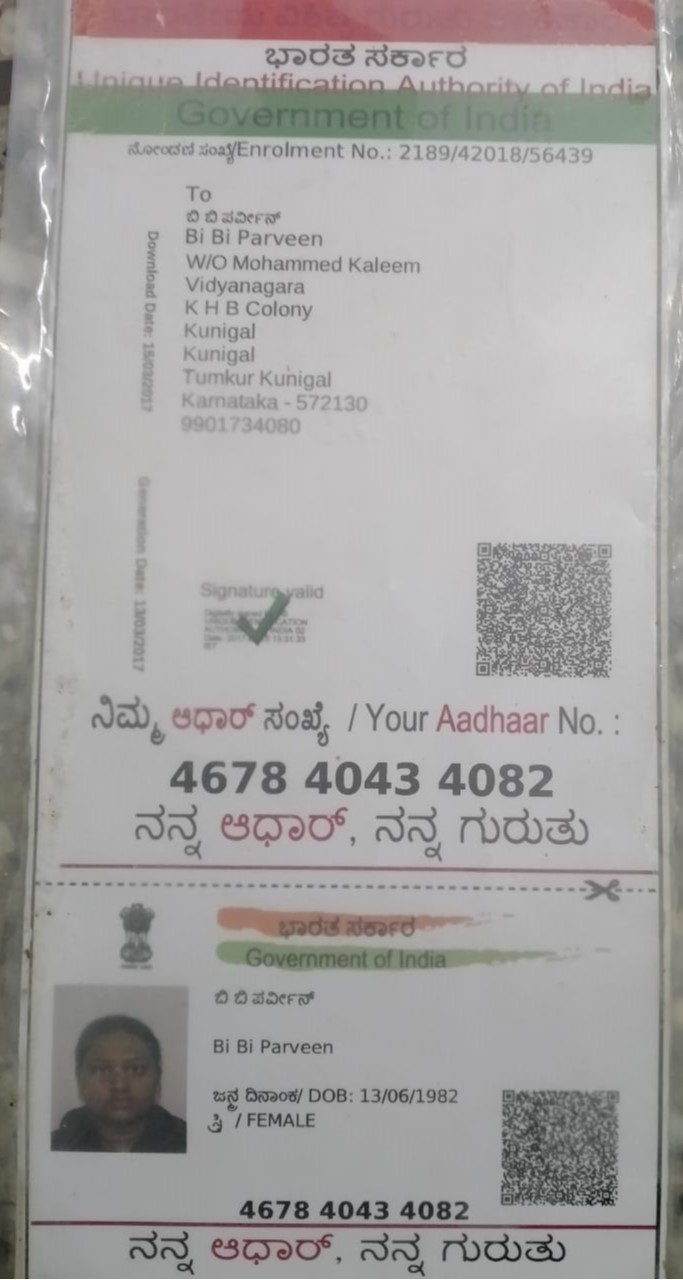 ಭಾರತ ಸರ್ಕಾರ
Unique Identification Authority of India
Government of India
ನೋಂದಣಿ ಸಂಖ್ಯೆ/Enrolment No.: 2189/42018/56439
To
ಬಿ ಬಿ ಪರ್ವೀನ್
Bi Bi Parveen
W/O Mohammed Kaleem
Vidyanagara
K H B Colony
Kunigal
Kunigal
Tumkur Kunigal
Karnataka - 572130
9901734080
Download Date: 15/03/2017
Generation Date: 13/03/2017
Signature valid
ನಿಮ್ಮ ಆಧಾರ್ ಸಂಖ್ಯೆ / Your Aadhaar No. :
4678 4043 4082
ನನ್ನ ಆಧಾರ್, ನನ್ನ ಗುರುತು
ಭಾರತ ಸರ್ಕಾರ
Government of India
ಬಿ ಬಿ ಪರ್ವೀನ್
Bi Bi Parveen
ಜನ್ಮ ದಿನಾಂಕ/ DOB: 13/06/1982
ಸ್ತ್ರೀ / FEMALE
4678 4043 4082
ನನ್ನ ಆಧಾರ್, ನನ್ನ ಗುರುತು